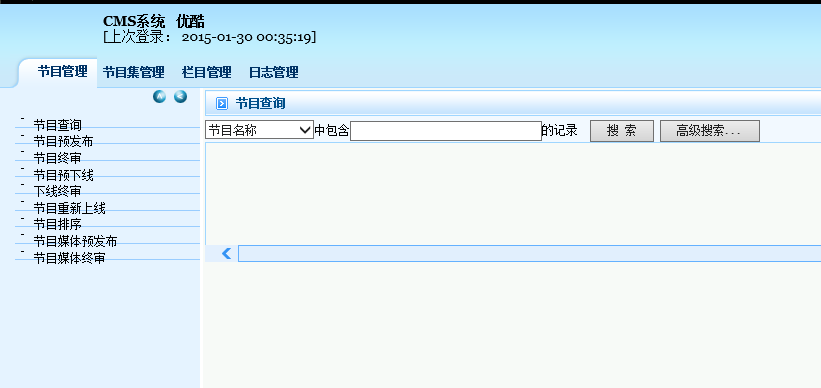 CMS系统 优酷
[上次登录： 2015-01-30 00:35:19]
节目管理 节目集管理 栏目管理 日志管理
节目查询
节目预发布
节目终审
节目预下线
下线终审
节目重新上线
节目排序
节目媒体预发布
节目媒体终审
节目查询
节目名称 中包含 的记录 搜 索 高级搜索...